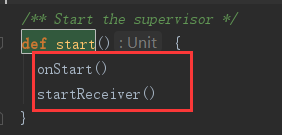 /** Start the supervisor */
def start() : Unit {
onStart()
startReceiver()
}